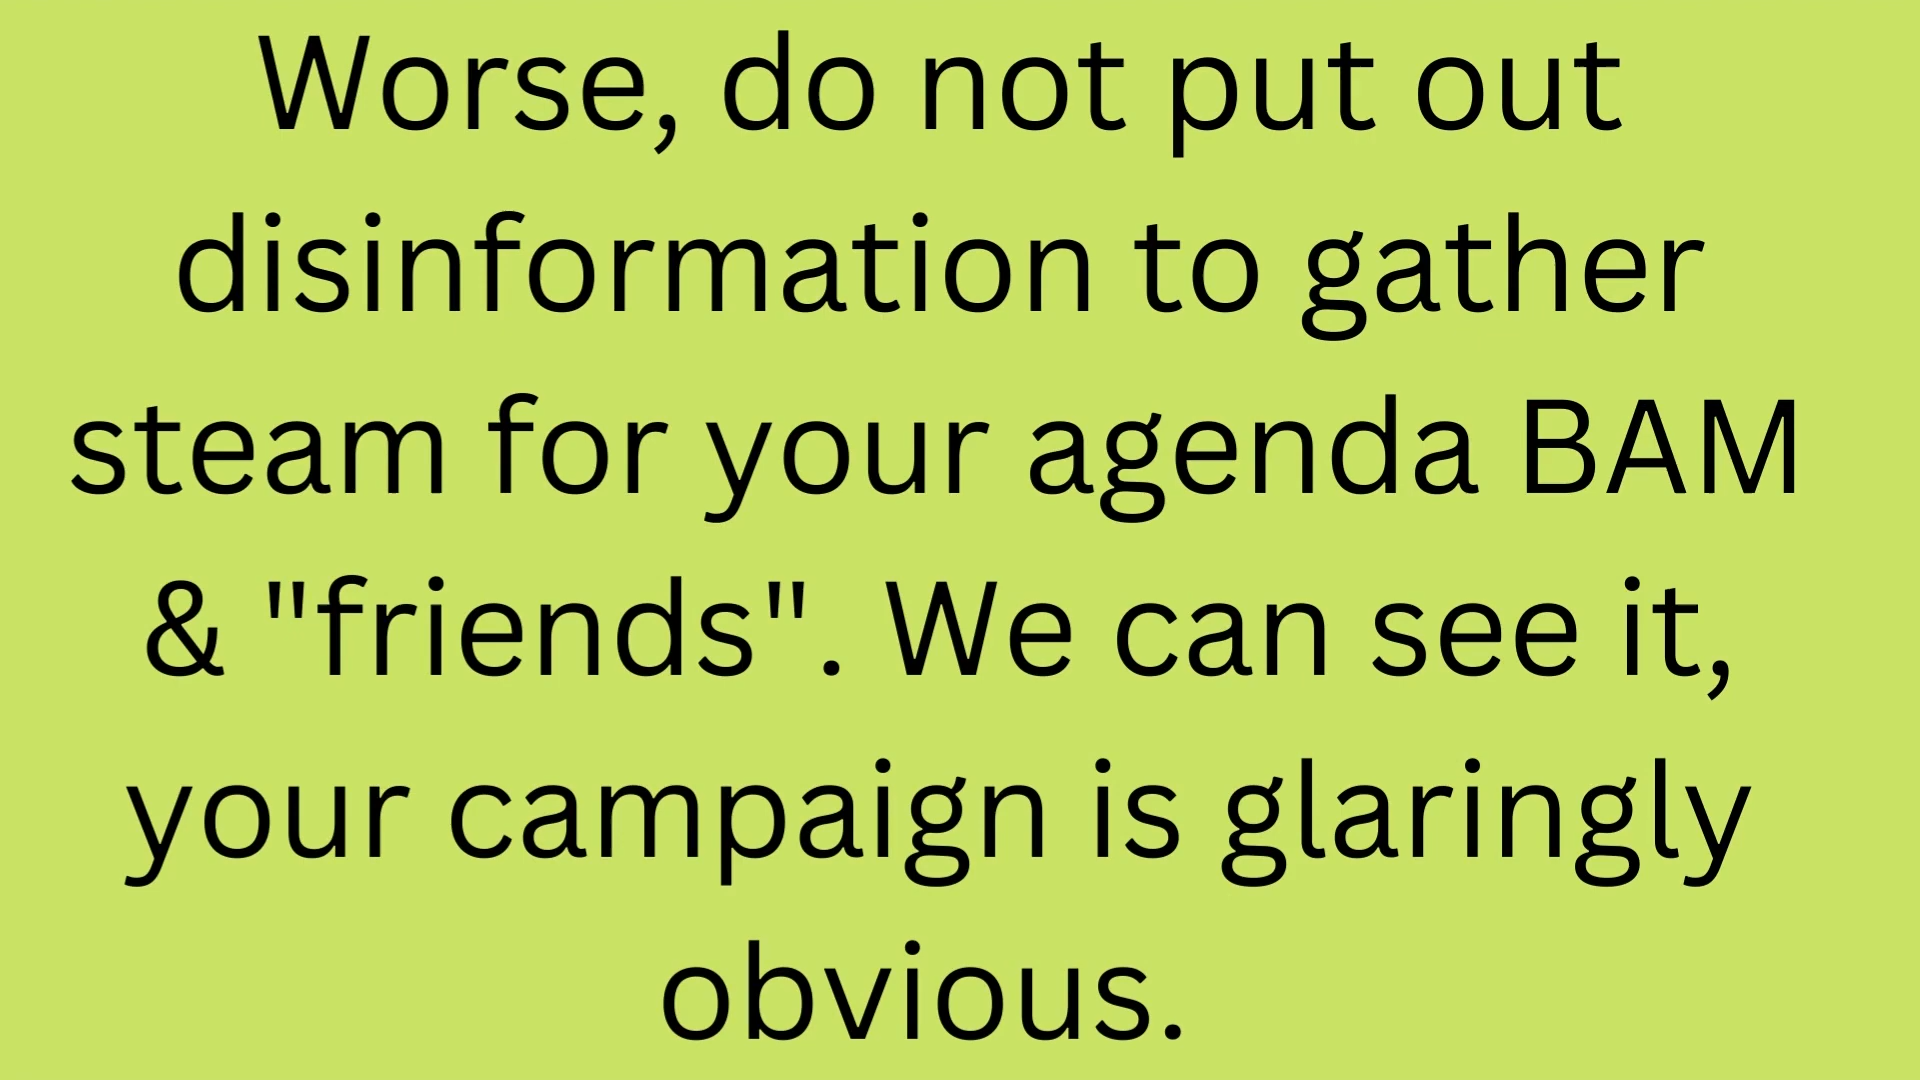 Worse, do not put out
disinformation to gather
steam for your agenda BAM
& "friends". We can see it,
your campaign is glaringly
obvious.